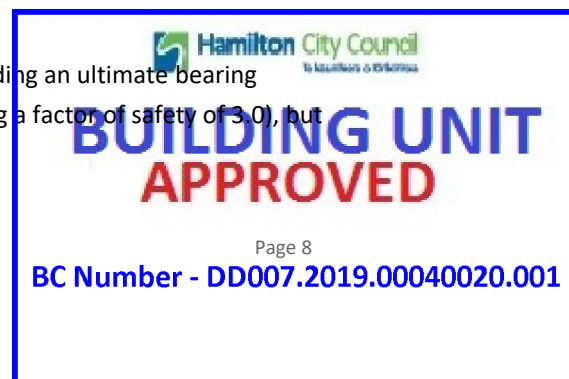 Hamilton City Council
ding an ultimate bearing
g a factor of safety of 3.0), but
BUILDING UNIT
APPROVED
Page 8
BC Number - DD007.2019.00040020.001